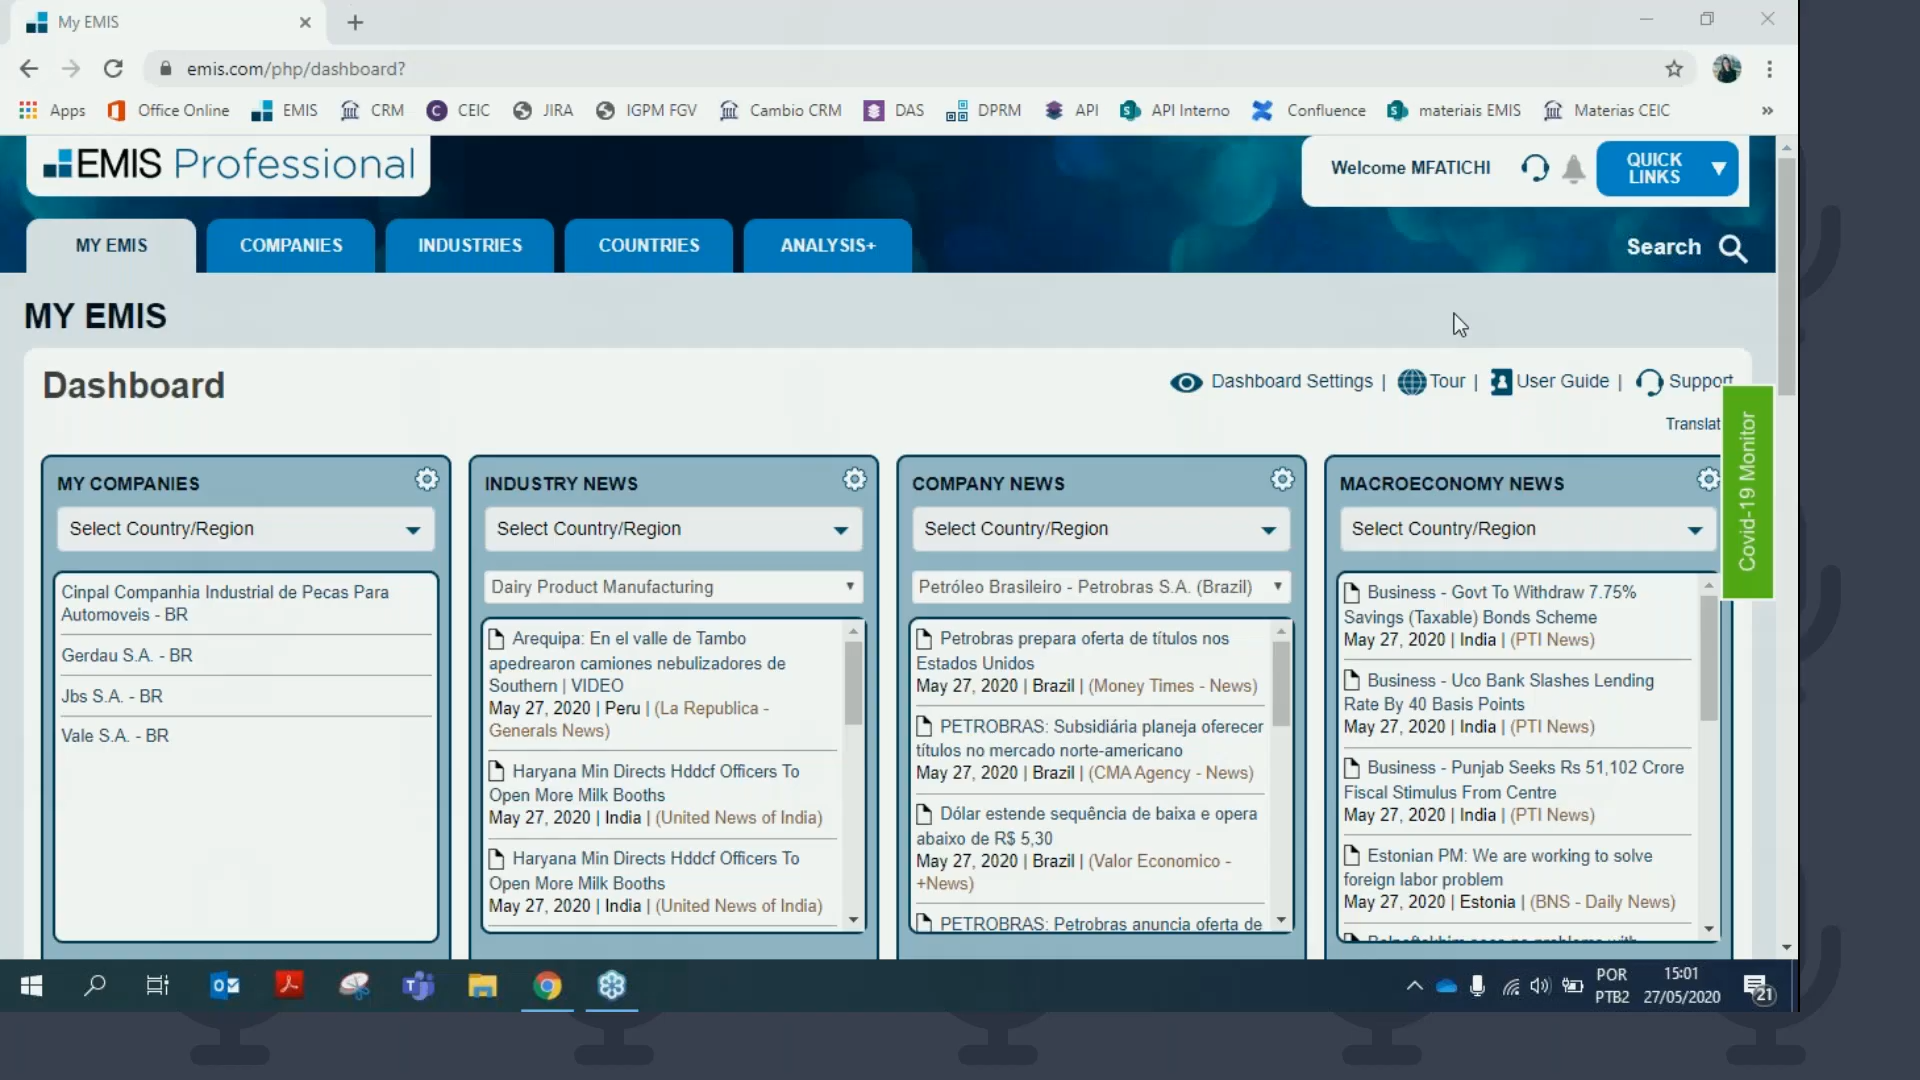 My EMIS
emis.com/php/dashboard?
Apps Office Online EMIS CRM CEIC JIRA IGPM FGV Cambio CRM DAS DPRM API API Interno Confluence materiais EMIS Materias CEIC »
EMIS Professional
Welcome MFATICHI
QUICK
LINKS
MY EMIS COMPANIES INDUSTRIES COUNTRIES ANALYSIS+
Search
MY EMIS
Dashboard
Dashboard Settings | Tour | User Guide | Support
Translat
Covid-19 Monitor
MY COMPANIES
Select Country/Region
Cinpal Companhia Industrial de Pecas Para
Automoveis - BR
Gerdau S.A. - BR
Jbs S.A. - BR
Vale S.A. - BR
INDUSTRY NEWS
Select Country/Region
Dairy Product Manufacturing
Arequipa: En el valle de Tambo
apedrearon camiones nebulizadores de
Southern | VIDEO
May 27, 2020 | Peru | (La Republica -
Generals News)
Haryana Min Directs Hddcf Officers To
Open More Milk Booths
May 27, 2020 | India | (United News of India)
Haryana Min Directs Hddcf Officers To
Open More Milk Booths
May 27, 2020 | India | (United News of India)
COMPANY NEWS
Select Country/Region
Petróleo Brasileiro - Petrobras S.A. (Brazil)
Petrobras prepara oferta de títulos nos
Estados Unidos
May 27, 2020 | Brazil | (Money Times - News)
PETROBRAS: Subsidiária planeja oferecer
títulos no mercado norte-americano
May 27, 2020 | Brazil | (CMA Agency - News)
Dólar estende sequência de baixa e opera
abaixo de R$ 5,30
May 27, 2020 | Brazil | (Valor Economico -
+News)
PETROBRAS: Petrobras anuncia oferta de
MACROECONOMY NEWS
Select Country/Region
Business - Govt To Withdraw 7.75%
Savings (Taxable) Bonds Scheme
May 27, 2020 | India | (PTI News)
Business - Uco Bank Slashes Lending
Rate By 40 Basis Points
May 27, 2020 | India | (PTI News)
Business - Punjab Seeks Rs 51,102 Crore
Fiscal Stimulus From Centre
May 27, 2020 | India | (PTI News)
Estonian PM: We are working to solve
foreign labor problem
May 27, 2020 | Estonia | (BNS - Daily News)
POR
PTB2
15:01
27/05/2020
21